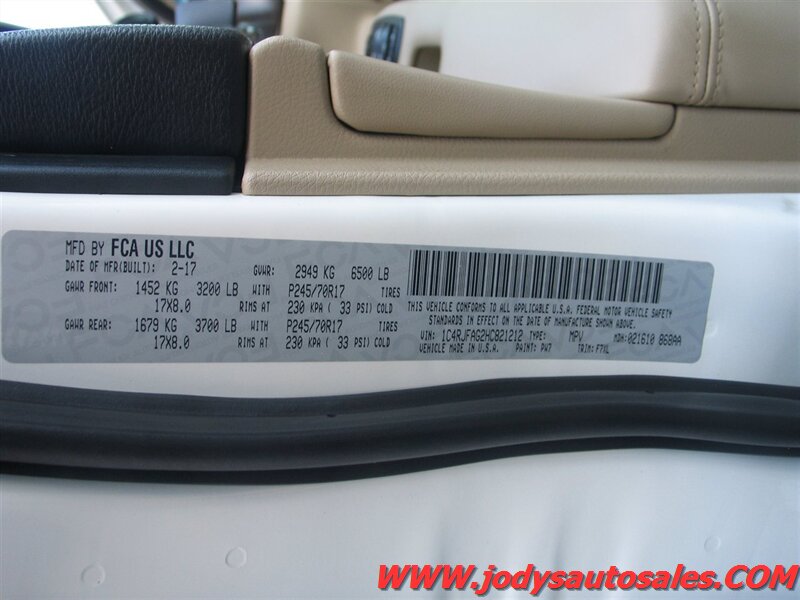 MFD BY FCA US LLC
DATE OF MFR(BUILT): 2-17 GVWR: 2949 KG 6500 LB
GAWR FRONT: 1452 KG 3200 LB WITH P245/70R17 TIRES
17X8.0 RIMS AT 230 KPA ( 33 PSI) COLD
GAWR REAR: 1679 KG 3700 LB WITH P245/70R17 TIRES
17X8.0 RIMS AT 230 KPA ( 33 PSI) COLD
THIS VEHICLE CONFORMS TO ALL APPLICABLE U.S.A. FEDERAL MOTOR VEHICLE SAFETY
STANDARDS IN EFFECT ON THE DATE OF MANUFACTURE SHOWN ABOVE.
VIN: 1C4RJFAG2HC821212 TYPE: MPV MDH: 021610 868AA
VEHICLE MADE IN U.S.A. PAINT: PW7 TRIM: F7XL
WWW.jodysautosales.COM